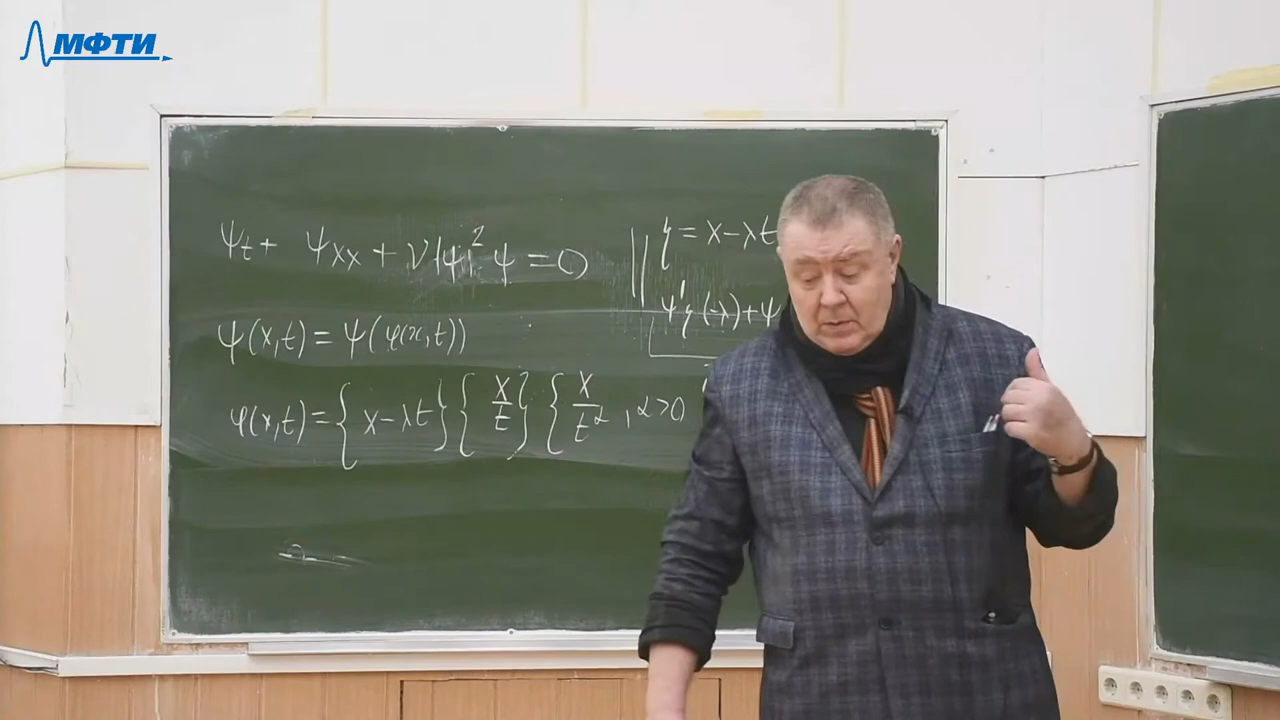 МФТИ
ψₜ + ψₓₓ + ν|ψ|² ψ = 0
ψ(x,t) = ψ(φ(x,t))
φ(x,t) = { x-λt } { x/t } { x/t^α , α>0
ξ = x-λt
ψ'ξ (-λ) + ψ